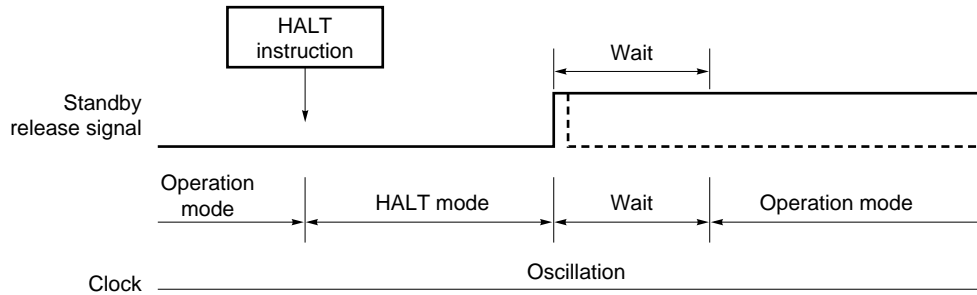 HALT
instruction
Wait
Standby
release signal
Operation
mode
HALT mode
Wait
Operation mode
Oscillation
Clock